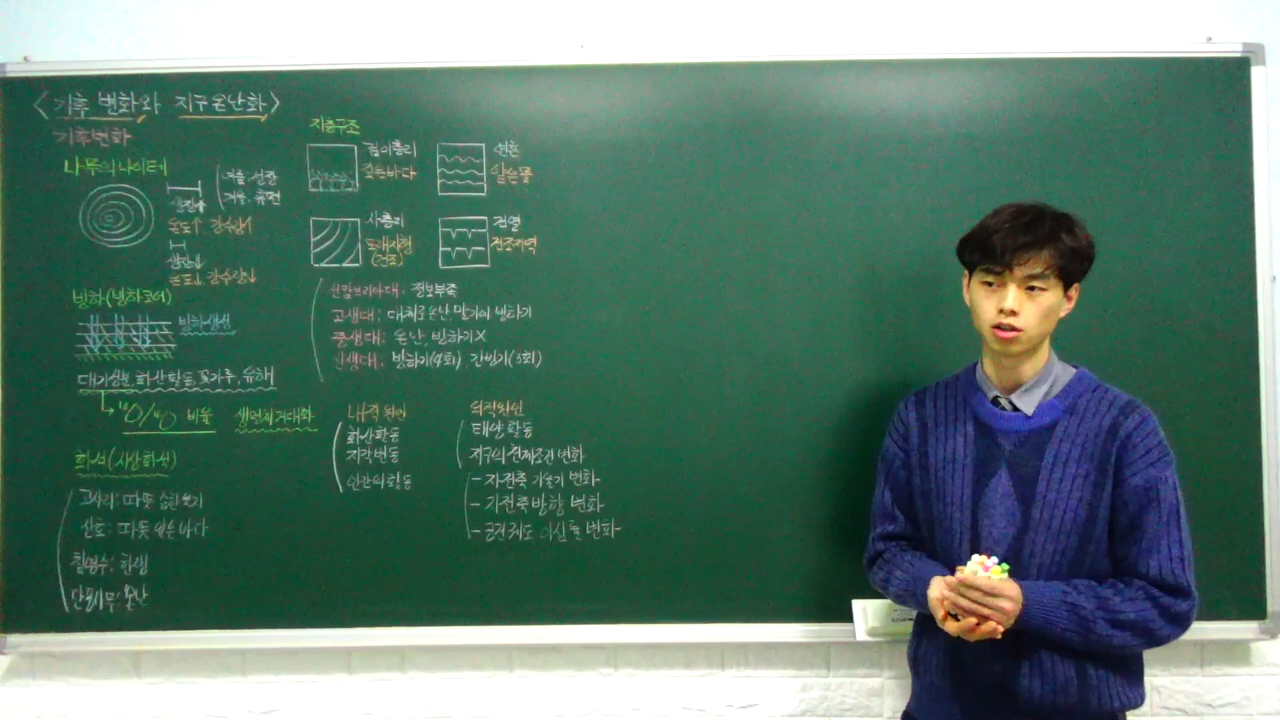 <기후 변화와 지구온난화>
기후변화
나무의 나이테
생장↑
여름: 성장
겨울: 휴면
온도↑ 강수량↑
생장↓
온도↓ 강수량↓
빙하(빙하코어)
빙하생성
대기성분, 화산활동, 꽃가루, 유해
비율
생면최거대화
화석(시상화석)
고사리: 따뜻 습한 육지
산호: 따뜻 얕은 바다
침엽수: 한랭
지층구조
점이층리
깊은바다
연흔
얕은물
사층리
모래지형
(건조)
건열
건조지역
선캄브리아대: 정보부족
고생대: 대체로 온난, 말기에 빙하기
중생대: 온난, 빙하기X
신생대: 빙하기(4회), 간빙기(3회)
내적원인
화산활동
지각변동
인간의 활동
외적원인
태양활동
지구의 천체조건 변화
- 자전축 기울기 변화
- 자전축 방향 변화
- 공전궤도 이심률 변화